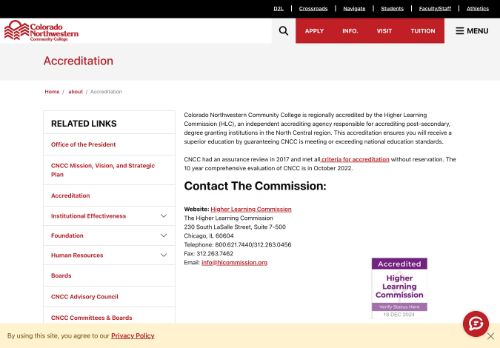 D2L Crossroads Navigate Students Faculty/Staff Athletics
Colorado
Northwestern
Community College
APPLY INFO. VISIT TUITION MENU
Accreditation
Home / about / Accreditation
RELATED LINKS
Office of the President
CNCC Mission, Vision, and Strategic
Plan
Accreditation
Institutional Effectiveness
Foundation
Human Resources
Boards
CNCC Advisory Council
CNCC Committees & Boards
Colorado Northwestern Community College is regionally accredited by the Higher Learning
Commission (HLC), an independent accrediting agency responsible for accrediting post-secondary,
degree granting institutions in the North Central region. This accreditation ensures you will receive a
superior education by guaranteeing CNCC is meeting or exceeding national education standards.
CNCC had an assurance review in 2017 and met all criteria for accreditation without reservation. The
10 year comprehensive evaluation of CNCC is in October 2022.
Contact The Commission:
Website: Higher Learning Commission
The Higher Learning Commission
230 South LaSalle Street, Suite 7-500
Chicago, IL 60604
Telephone: 800.621.7440/312.263.0456
Fax: 312.263.7462
Email: info@hlcommission.org
Accredited
Higher
Learning
Commission
Verify Status Here
18 DEC 2024
By using this site, you agree to our Privacy Policy